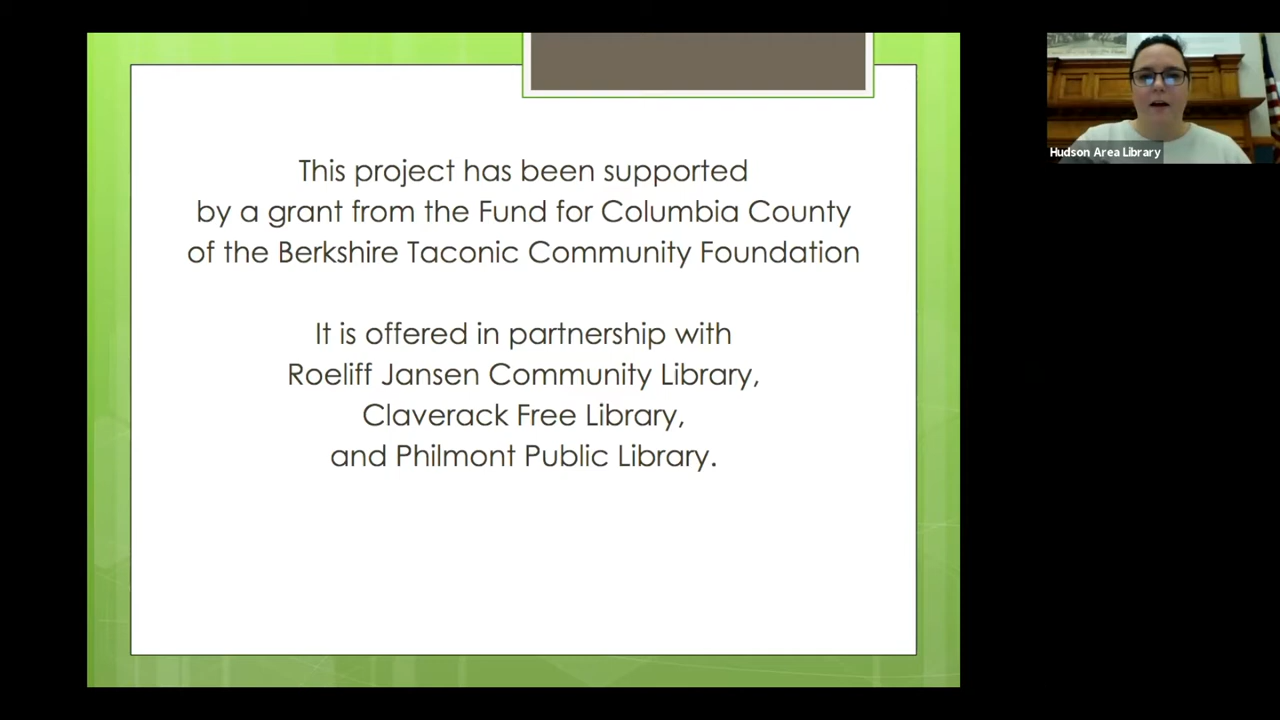 This project has been supported
by a grant from the Fund for Columbia County
of the Berkshire Taconic Community Foundation
It is offered in partnership with
Roeliff Jansen Community Library,
Claverack Free Library,
and Philmont Public Library.
Hudson Area Library